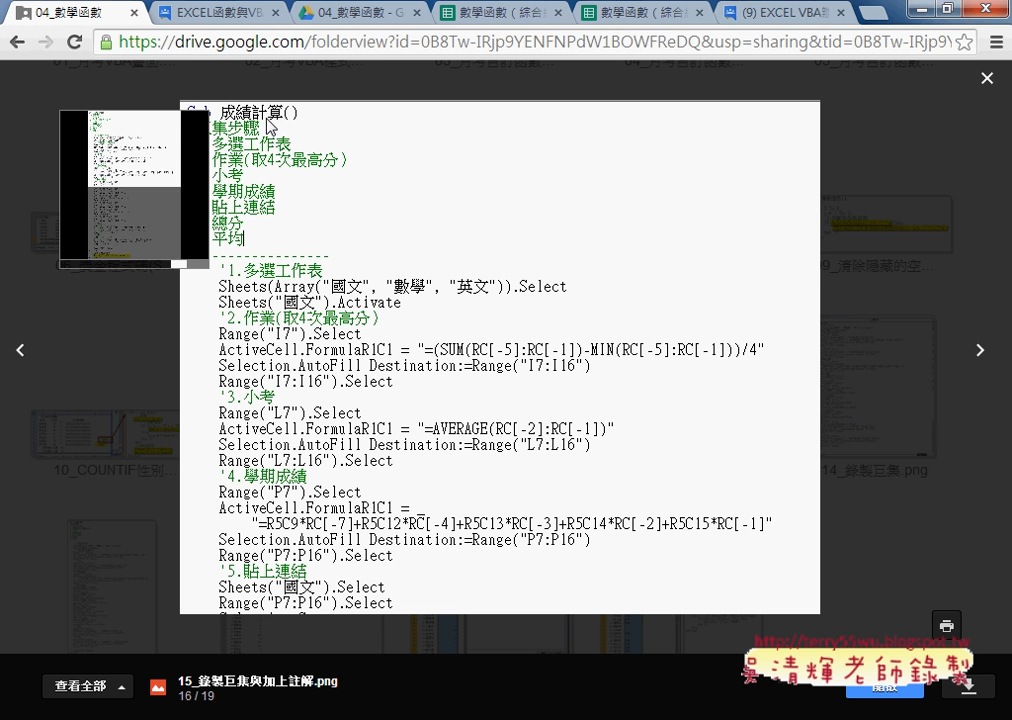 04_數學函數
EXCEL函數與VB
04_數學函數 - G
數學函數（綜合
數學函數（綜合
(9) EXCEL VBA
https://drive.google.com/folderview?id=0B8Tw-IRjp9YENFNPdW1BOWFReDQ&usp=sharing&tid=0B8Tw-IRjp9Y
成績計算()
集步驟
多選工作表
作業(取4次最高分)
小考
學期成績
貼上連結
總分
平均
---------------
'1.多選工作表
Sheets(Array("國文", "數學", "英文")).Select
Sheets("國文").Activate
'2.作業(取4次最高分)
Range("I7").Select
ActiveCell.FormulaR1C1 = "=(SUM(RC[-5]:RC[-1])-MIN(RC[-5]:RC[-1]))/4"
Selection.AutoFill Destination:=Range("I7:I16")
Range("I7:I16").Select
'3.小考
Range("L7").Select
ActiveCell.FormulaR1C1 = "=AVERAGE(RC[-2]:RC[-1])"
Selection.AutoFill Destination:=Range("L7:L16")
Range("L7:L16").Select
'4.學期成績
Range("P7").Select
ActiveCell.FormulaR1C1 = _
"=R5C9*RC[-7]+R5C12*RC[-4]+R5C13*RC[-3]+R5C14*RC[-2]+R5C15*RC[-1]"
Selection.AutoFill Destination:=Range("P7:P16")
Range("P7:P16").Select
'5.貼上連結
Sheets("國文").Select
Range("P7:P16").Select
9_清除隱藏的空...
10_COUNTIF性別...
14_錄製巨集.png
http://terry55wu.blogspot.tw
吳清輝老師錄製
查看全部
15_錄製巨集與加上註解.png
16 / 19